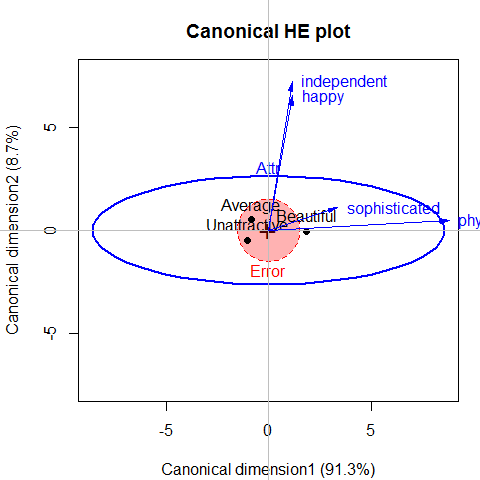 Canonical HE plot
independent
happy
Attr
Average
Beautiful
sophisticated
Unattractive
phy
Error
5
0
-5
-5
0
5
Canonical dimension2 (8.7%)
Canonical dimension1 (91.3%)